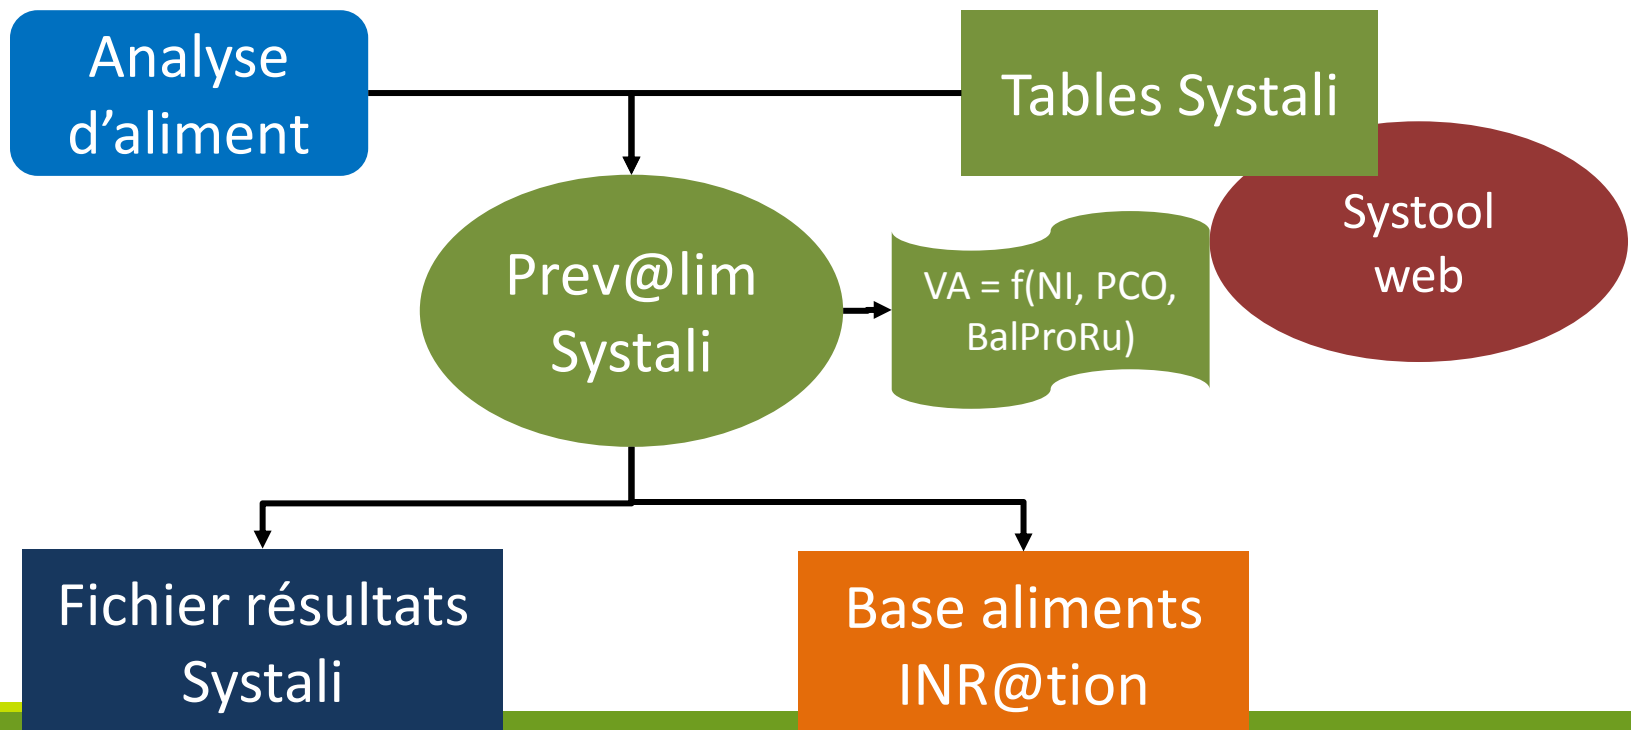 Analyse
d’aliment
Tables Systali
Systool
web
Prev@lim
Systali
VA = f(NI, PCO,
BalProRu)
Fichier résultats
Systali
Base aliments
INR@tion